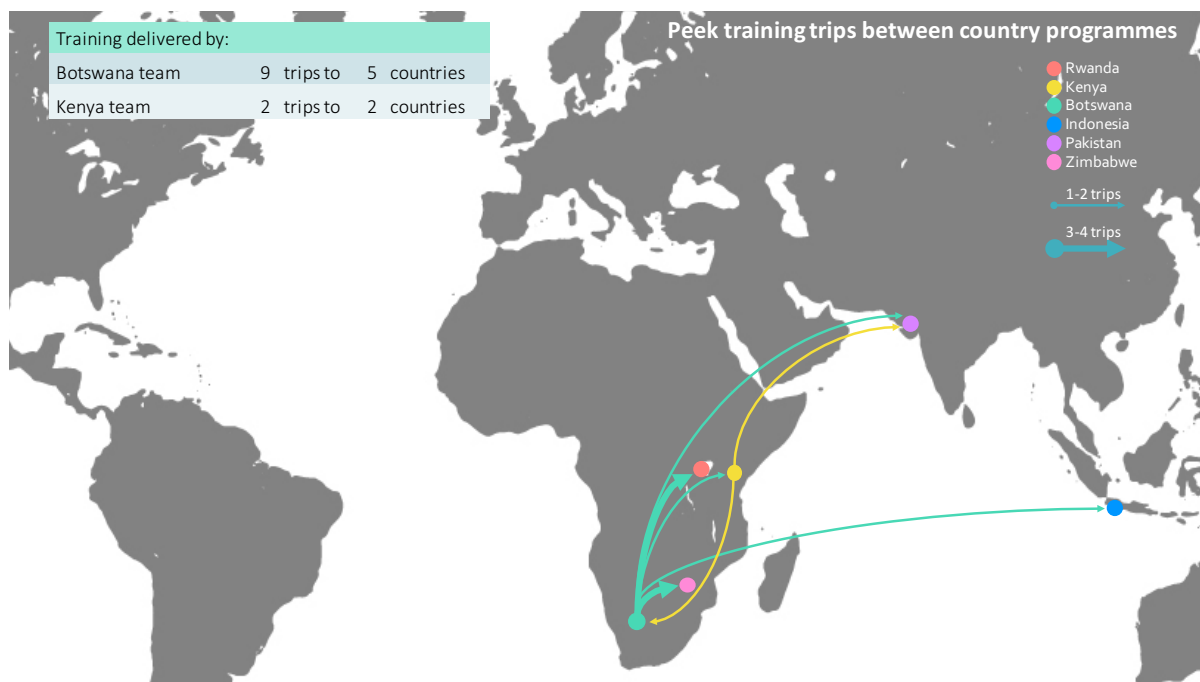 Peek training trips between country programmes
Training delivered by:
Botswana team 9 trips to 5 countries
Kenya team 2 trips to 2 countries
Rwanda
Kenya
Botswana
Indonesia
Pakistan
Zimbabwe
1-2 trips
3-4 trips